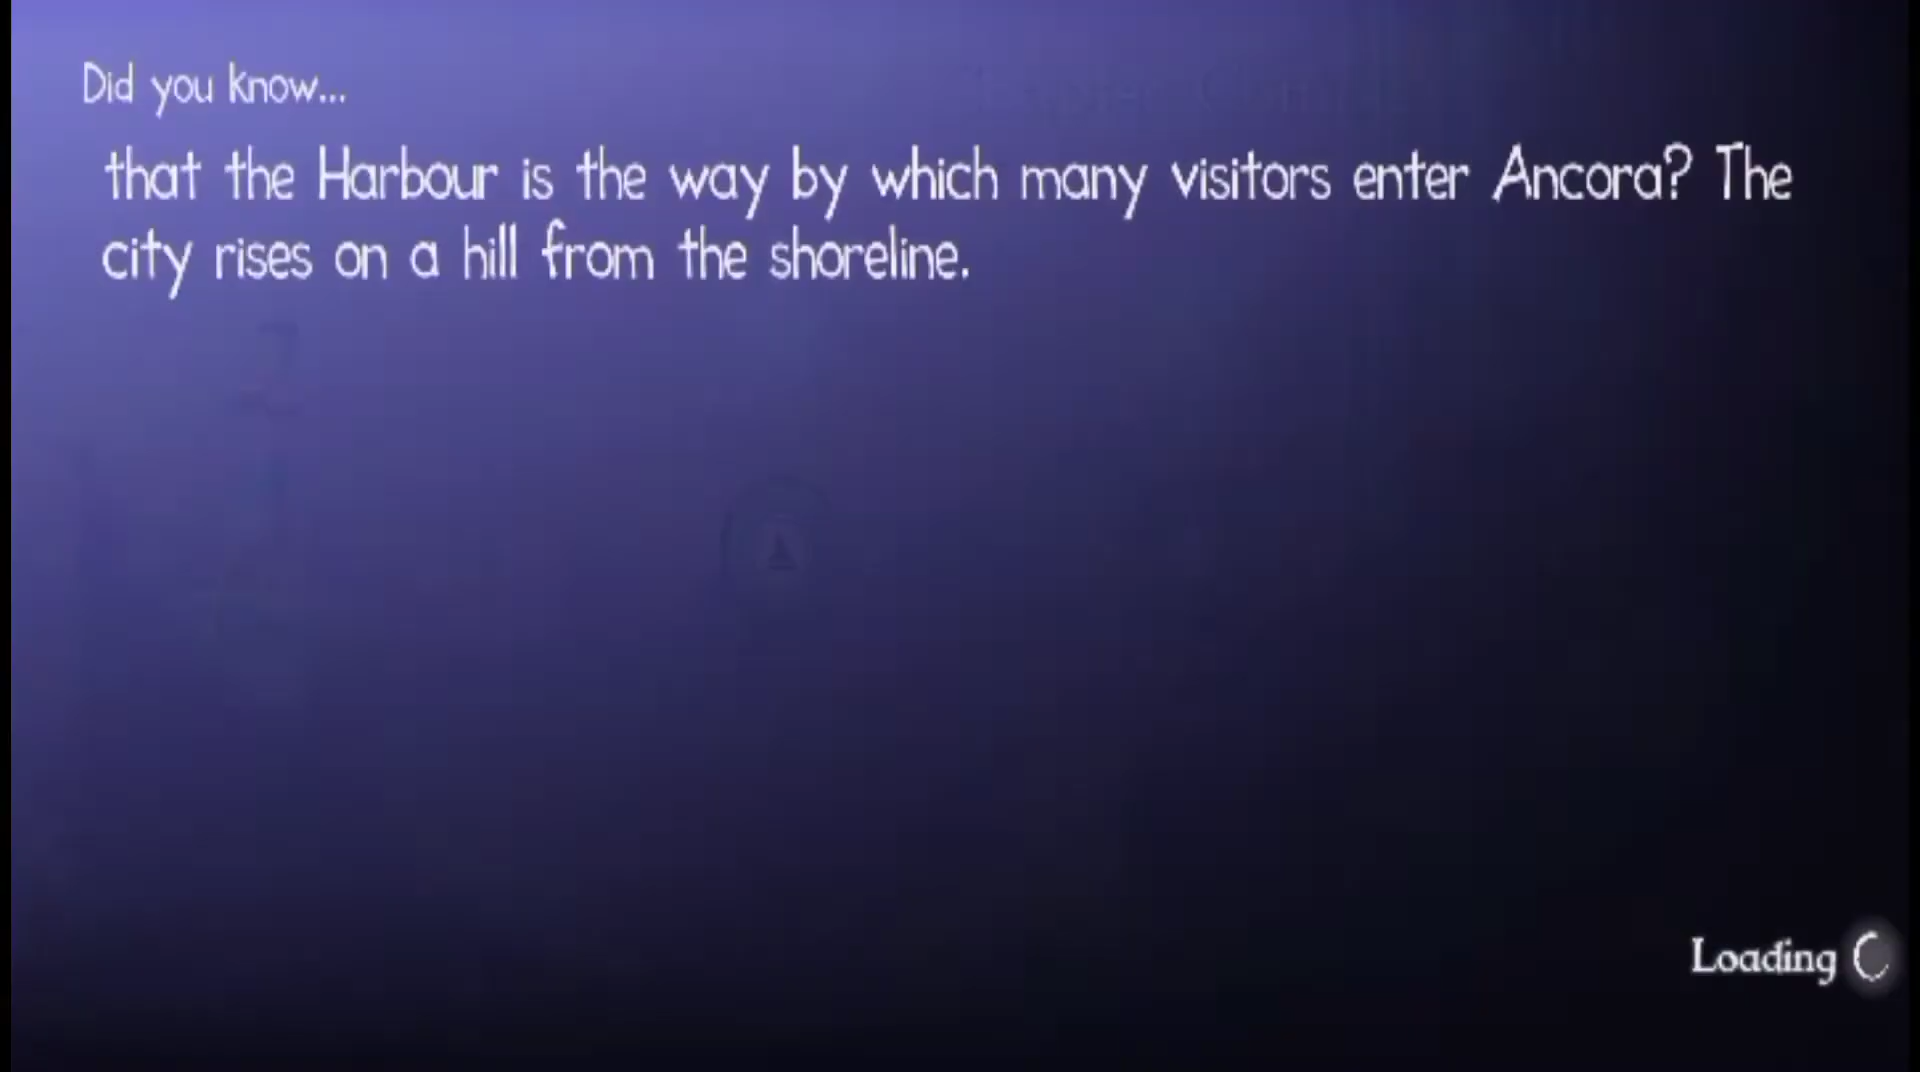 Did you know...
that the Harbour is the way by which many visitors enter Ancora? The
city rises on a hill from the shoreline.
Loading